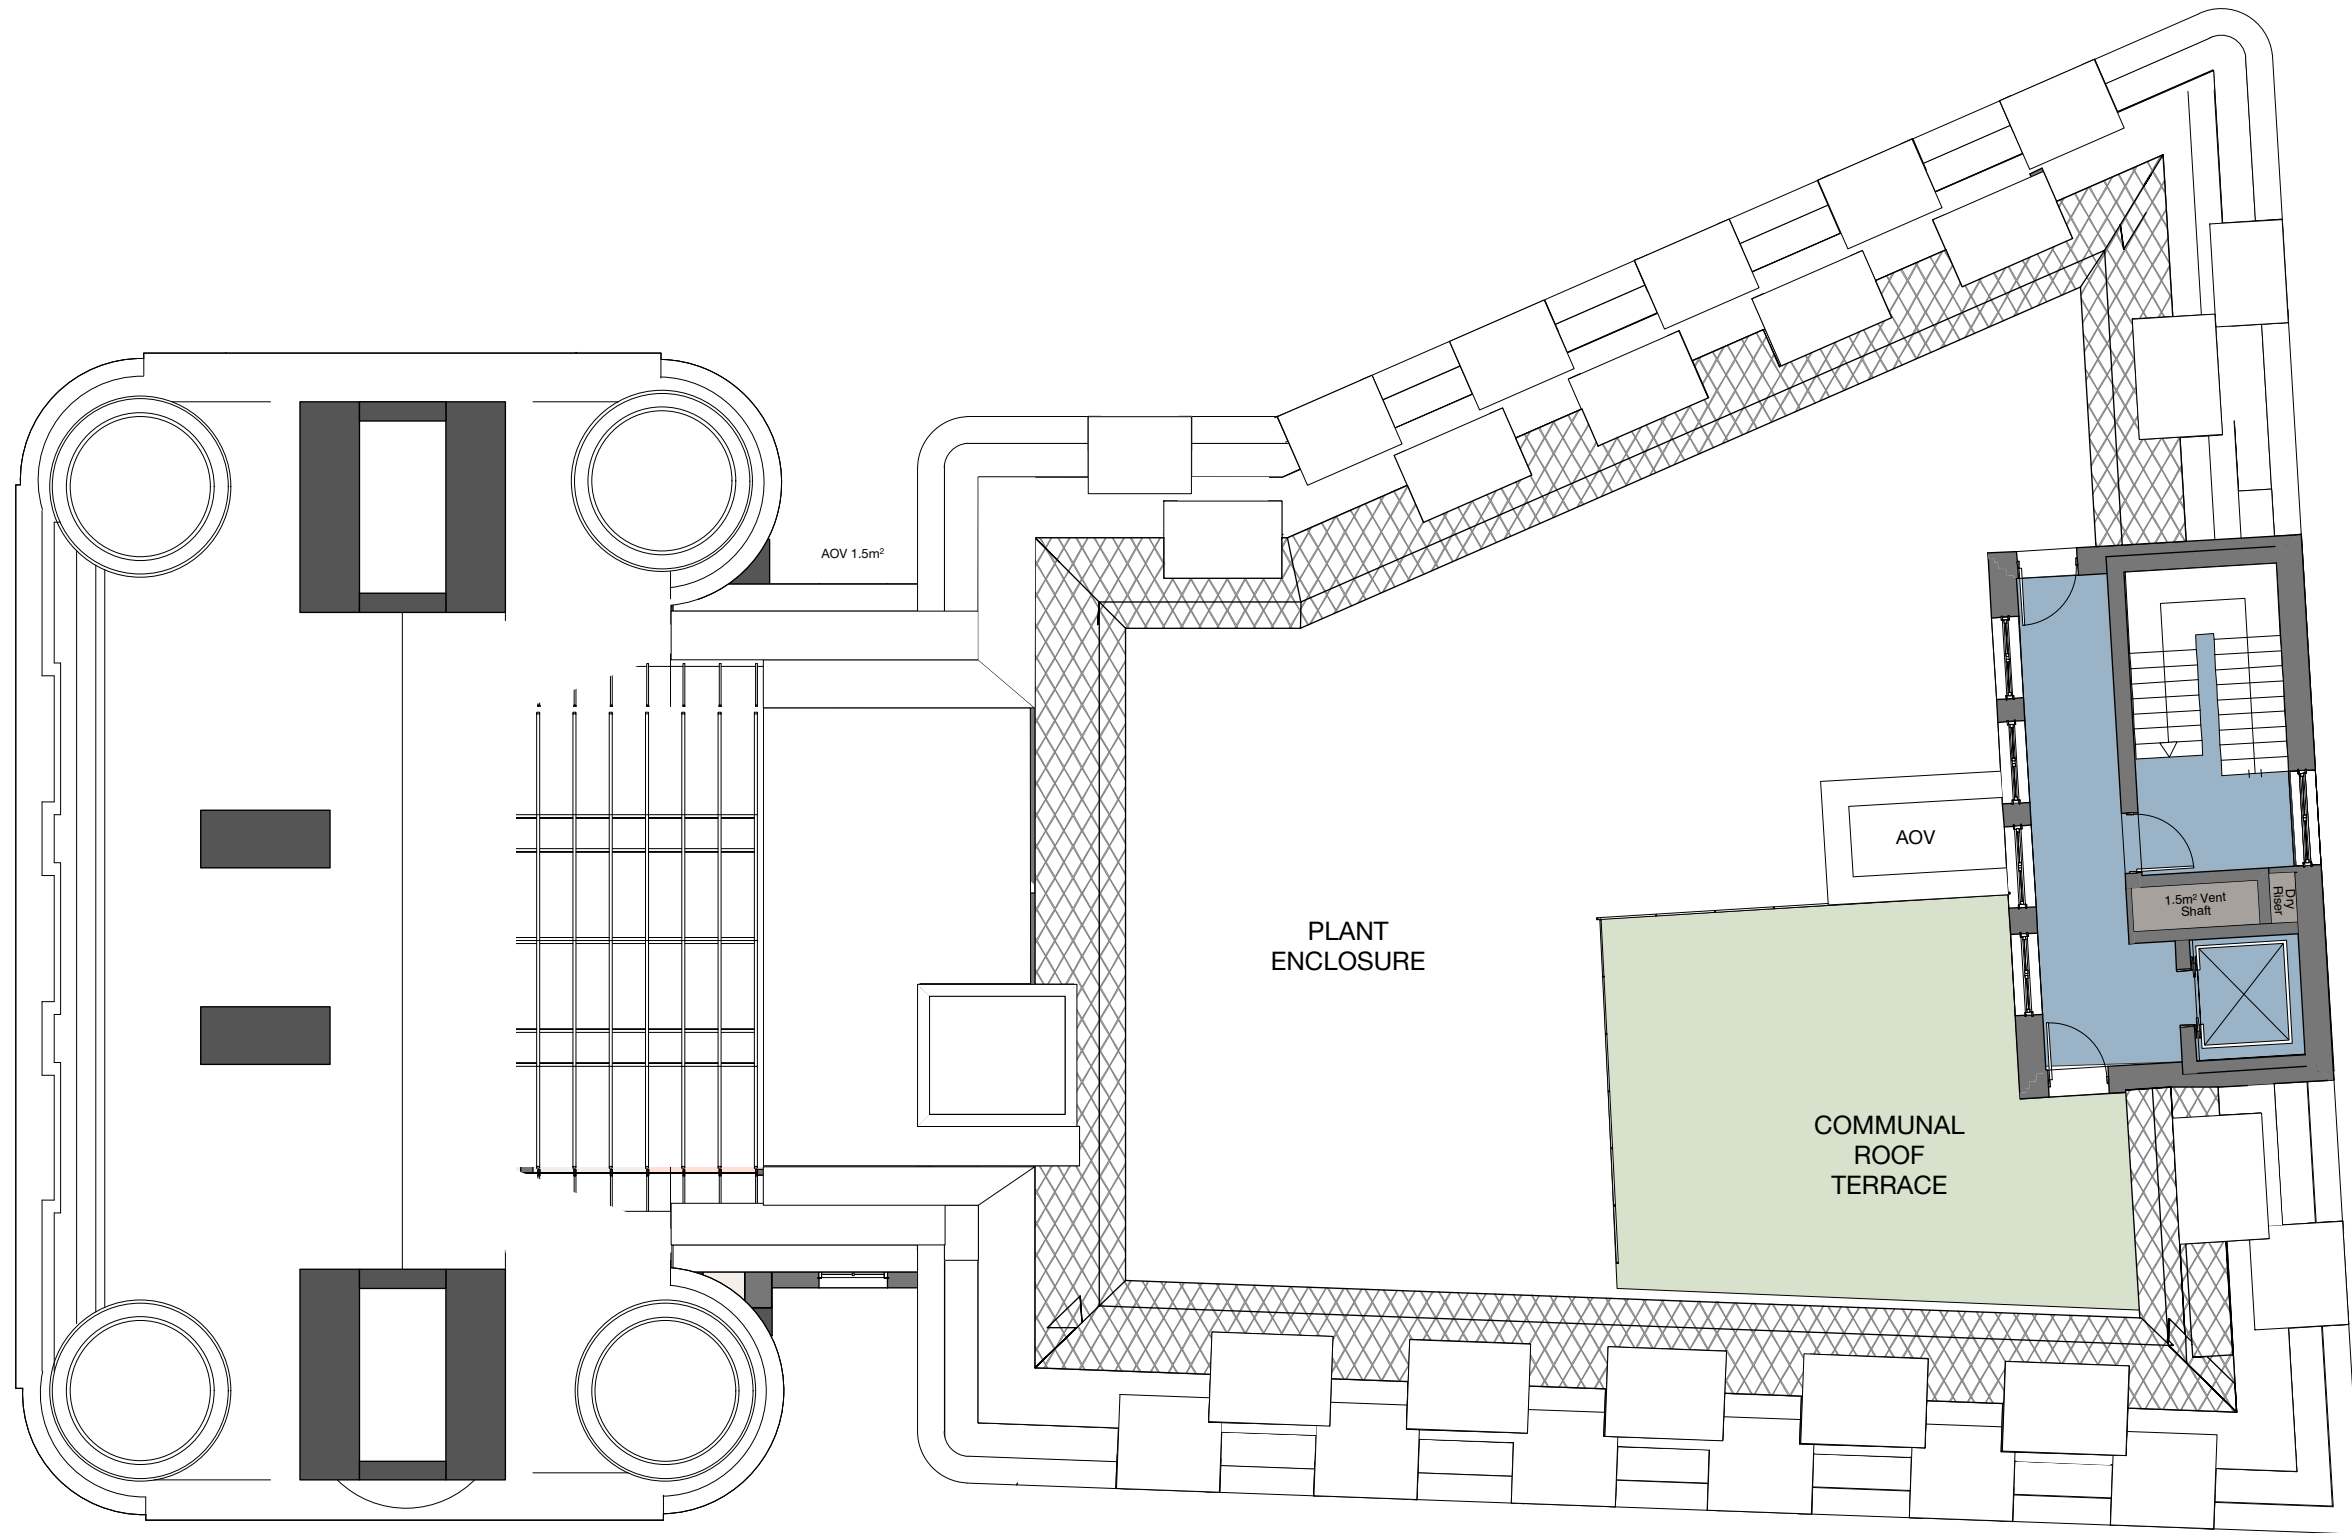 AOV 1.5m²
AOV
1.5m² Vent
Shaft
Dry
Riser
PLANT
ENCLOSURE
COMMUNAL
ROOF
TERRACE